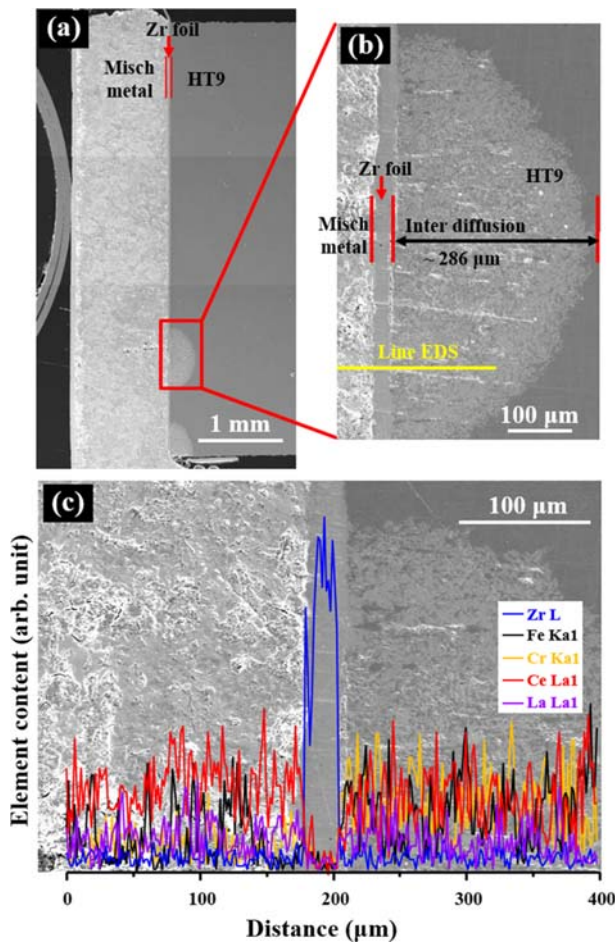 (a)
Zr foil
Misch
metal
HT9
1 mm
(b)
HT9
Zr foil
Misch
metal
Inter diffusion
~ 286 μm
Line EDS
100 μm
(c)
100 μm
Zr L
Fe Ka1
Cr Ka1
Ce La1
La La1
Element content (arb. unit)
0 100 200 300 400
Distance (μm)